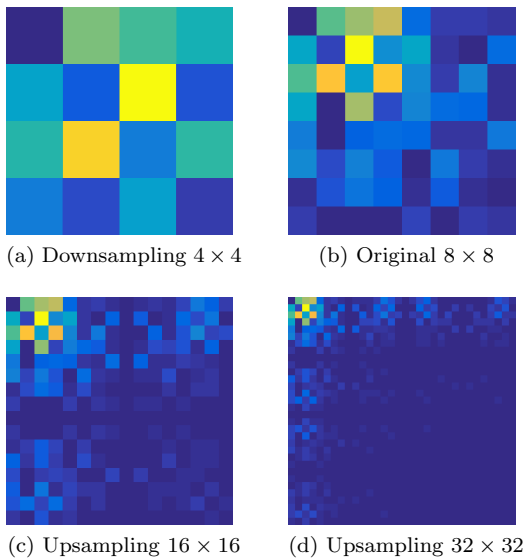 (a) Downsampling 4 × 4
(b) Original 8 × 8
(c) Upsampling 16 × 16
(d) Upsampling 32 × 32